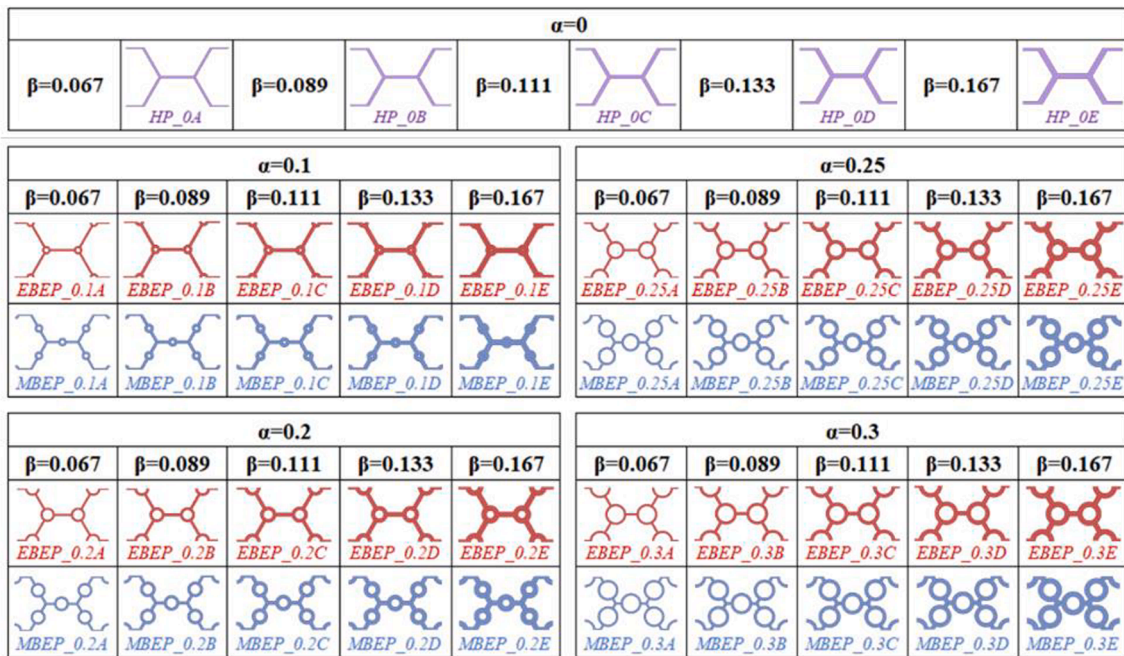 α=0
β=0.067 β=0.089 β=0.111 β=0.133 β=0.167
HP_0A HP_0B HP_0C HP_0D HP_0E
α=0.1
β=0.067 β=0.089 β=0.111 β=0.133 β=0.167
EBEP_0.1A EBEP_0.1B EBEP_0.1C EBEP_0.1D EBEP_0.1E
MBEP_0.1A MBEP_0.1B MBEP_0.1C MBEP_0.1D MBEP_0.1E
α=0.25
β=0.067 β=0.089 β=0.111 β=0.133 β=0.167
EBEP_0.25A EBEP_0.25B EBEP_0.25C EBEP_0.25D EBEP_0.25E
MBEP_0.25A MBEP_0.25B MBEP_0.25C MBEP_0.25D MBEP_0.25E
α=0.2
β=0.067 β=0.089 β=0.111 β=0.133 β=0.167
EBEP_0.2A EBEP_0.2B EBEP_0.2C EBEP_0.2D EBEP_0.2E
MBEP_0.2A MBEP_0.2B MBEP_0.2C MBEP_0.2D MBEP_0.2E
α=0.3
β=0.067 β=0.089 β=0.111 β=0.133 β=0.167
EBEP_0.3A EBEP_0.3B EBEP_0.3C EBEP_0.3D EBEP_0.3E
MBEP_0.3A MBEP_0.3B MBEP_0.3C MBEP_0.3D MBEP_0.3E